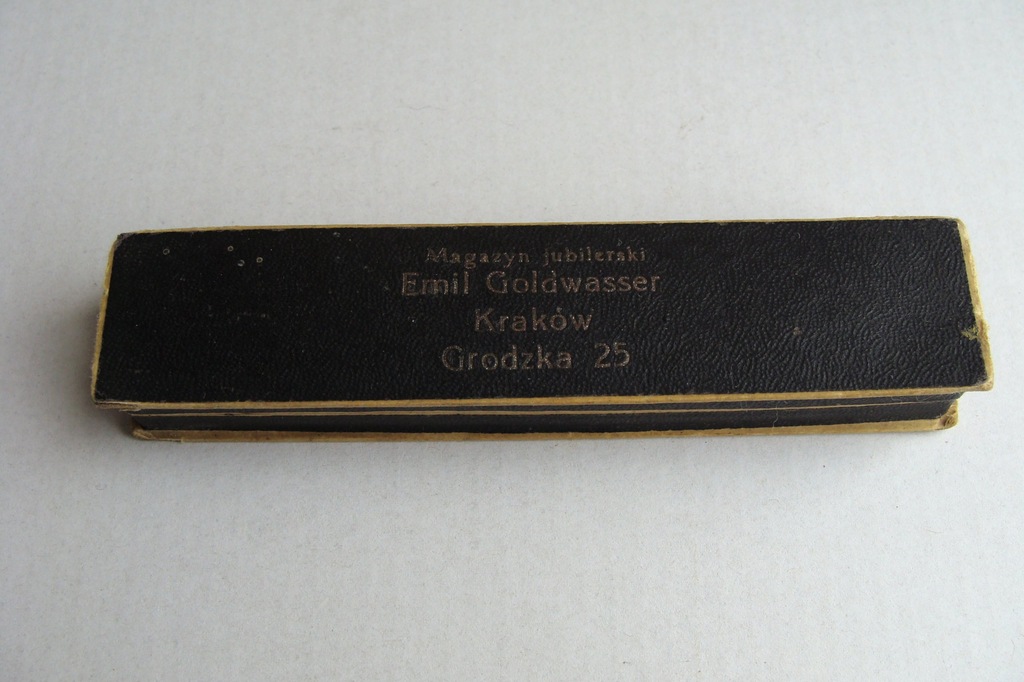 Magazyn jubilerski
Emil Goldwasser
Kraków
Grodzka 25